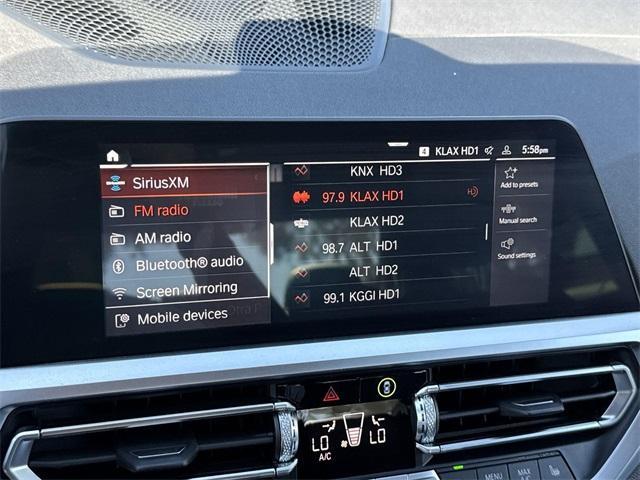 4 KLAX HD1 5:58pm
SiriusXM
FM radio
AM radio
Bluetooth® audio
Screen Mirroring
Mobile devices
KNX HD3
97.9 KLAX HD1
KLAX HD2
98.7 ALT HD1
ALT HD2
99.1 KGGI HD1
Add to presets
Manual search
Sound settings
LO LO
A/C
MENU
MAX
A/C